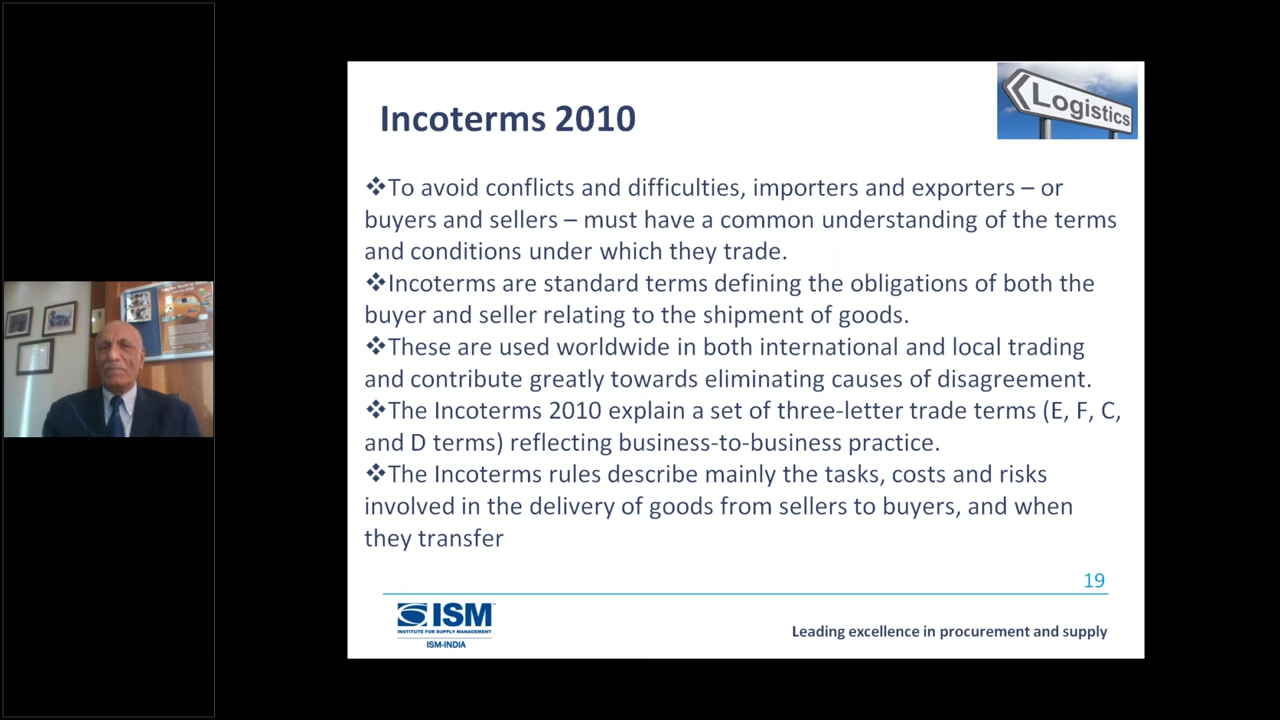 Incoterms 2010
Logistics
❖To avoid conflicts and difficulties, importers and exporters – or
buyers and sellers – must have a common understanding of the terms
and conditions under which they trade.
❖Incoterms are standard terms defining the obligations of both the
buyer and seller relating to the shipment of goods.
❖These are used worldwide in both international and local trading
and contribute greatly towards eliminating causes of disagreement.
❖The Incoterms 2010 explain a set of three-letter trade terms (E, F, C,
and D terms) reflecting business-to-business practice.
❖The Incoterms rules describe mainly the tasks, costs and risks
involved in the delivery of goods from sellers to buyers, and when
they transfer
19
ISM
INSTITUTE FOR SUPPLY MANAGEMENT
ISM-INDIA
Leading excellence in procurement and supply